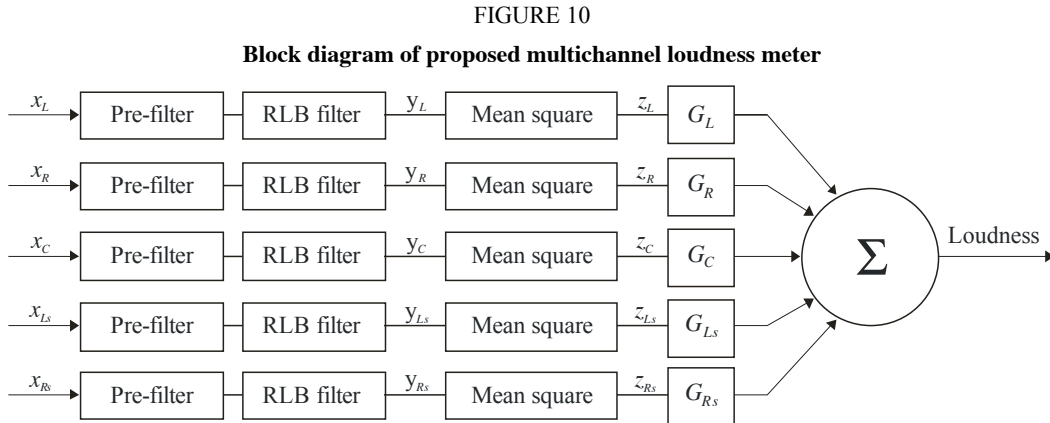 FIGURE 10
Block diagram of proposed multichannel loudness meter
x_L Pre-filter RLB filter y_L Mean square z_L G_L
x_R Pre-filter RLB filter y_R Mean square z_R G_R
x_C Pre-filter RLB filter y_C Mean square z_C G_C
x_Ls Pre-filter RLB filter y_Ls Mean square z_Ls G_Ls
x_Rs Pre-filter RLB filter y_Rs Mean square z_Rs G_Rs
Σ
Loudness